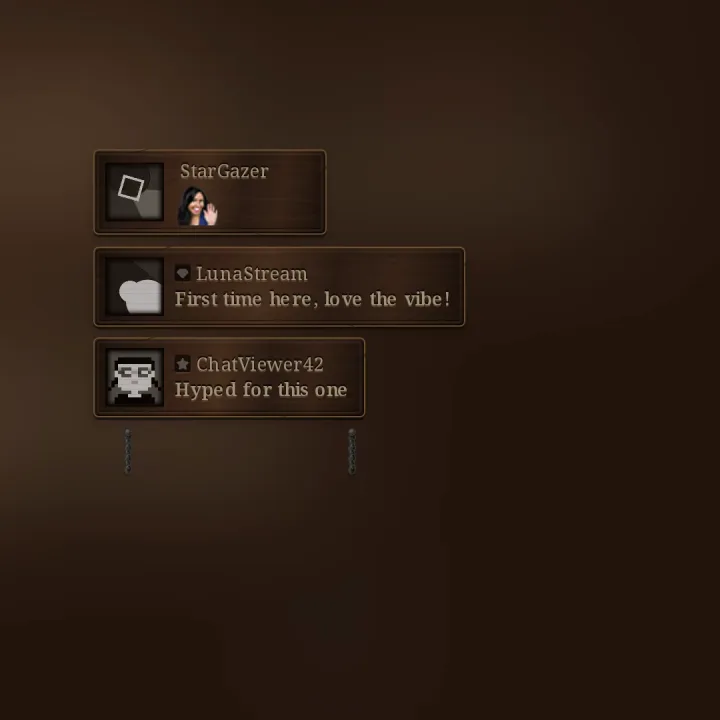 StarGazer
LunaStream
First time here, love the vibe!
ChatViewer42
Hyped for this one